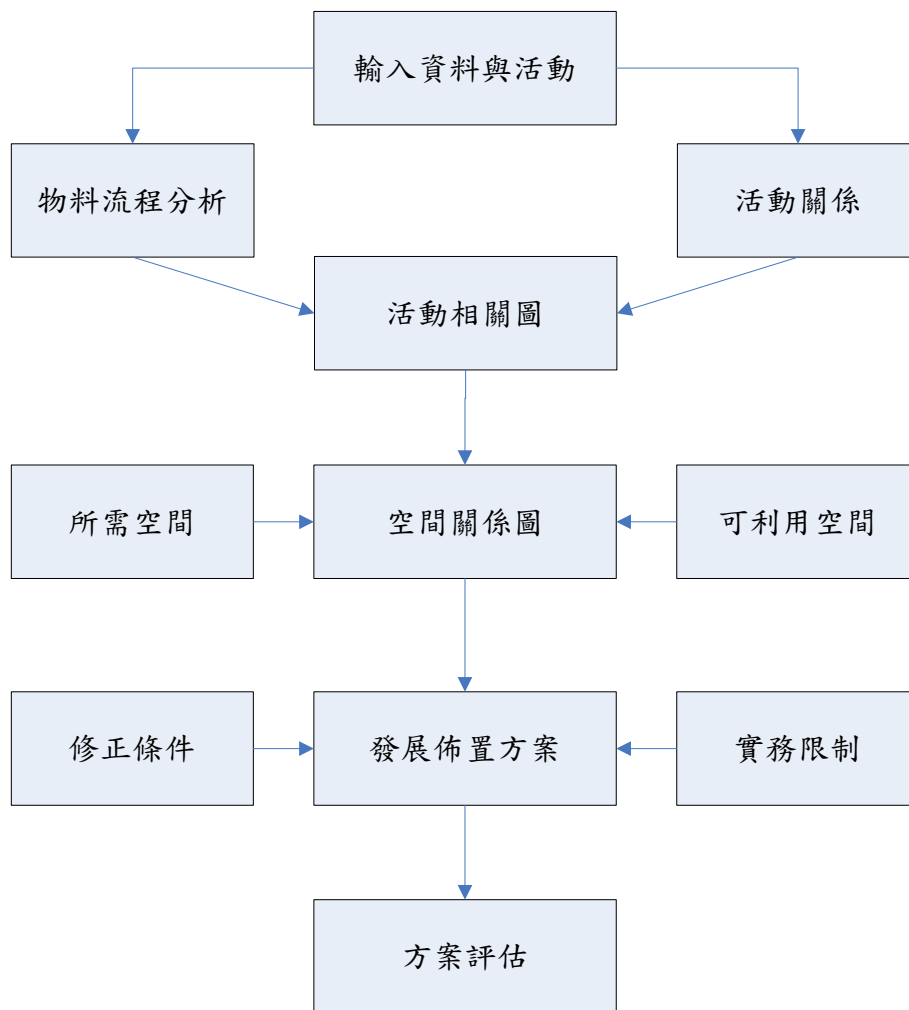 輸入資料與活動
物料流程分析
活動關係
活動相關圖
所需空間
空間關係圖
可利用空間
修正條件
發展佈置方案
實務限制
方案評估